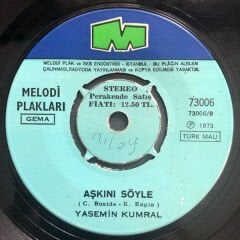 M
MELODİ PLAK ve SES ENDÜSTRİSİ - İSTANBUL - BU PLÂĞIN ALENEN
ÇALINMASI, RADYODA YAYINLANMASI ve KOPYA EDİLMESİ YASAKTIR.
MELODİ
PLAKLARI
GEMA
STEREO
Perakende Satış
FİATI: 12.50 TL.
73006
73006/B
℗ 1973
TÜRK MALI
AŞKINI SÖYLE
( C. Busida - E. Engin )
YASEMİN KUMRAL